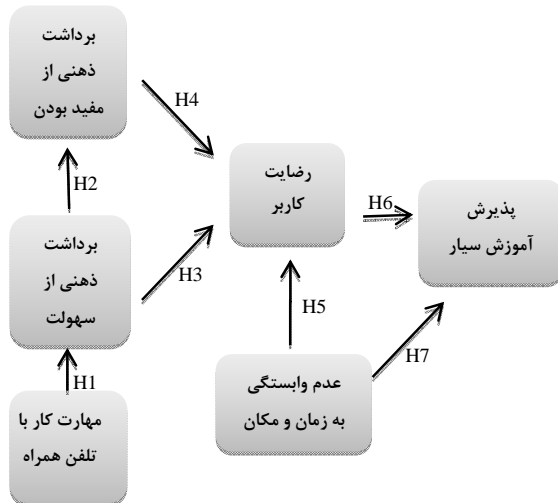 برداشت
ذهنی از
مفید بودن
H4
H2
رضایت
کاربر
H6
پذیرش
آموزش سیار
برداشت
ذهنی از
سهولت
H3
H5
H7
H1
عدم وابستگی
به زمان و مکان
مهارت کار با
تلفن همراه